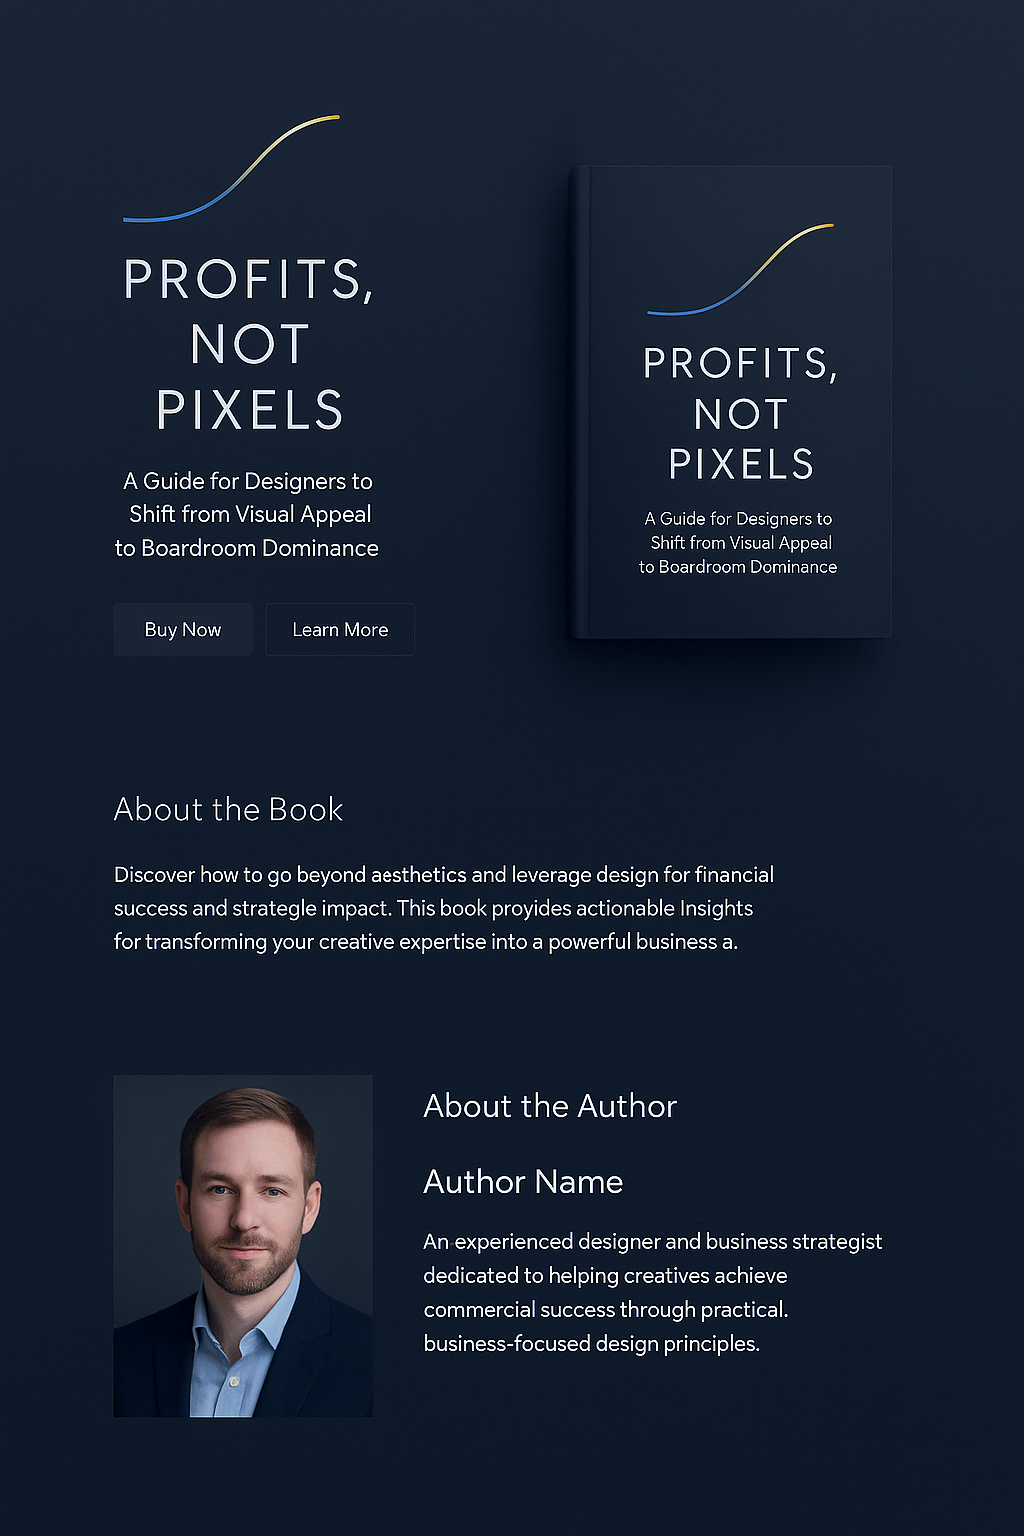 PROFITS,
NOT
PIXELS
A Guide for Designers to
Shift from Visual Appeal
to Boardroom Dominance
Buy Now
Learn More
PROFITS,
NOT
PIXELS
A Guide for Designers to
Shift from Visual Appeal
to Boardroom Dominance
About the Book
Discover how to go beyond aesthetics and leverage design for financial
success and strategle impact. This book proyides actionable Insights
for transforming your creative expertise into a powerful business a.
About the Author
Author Name
An experienced designer and business strategist
dedicated to helping creatives achieve
commercial success through practical.
business-focused design principles.